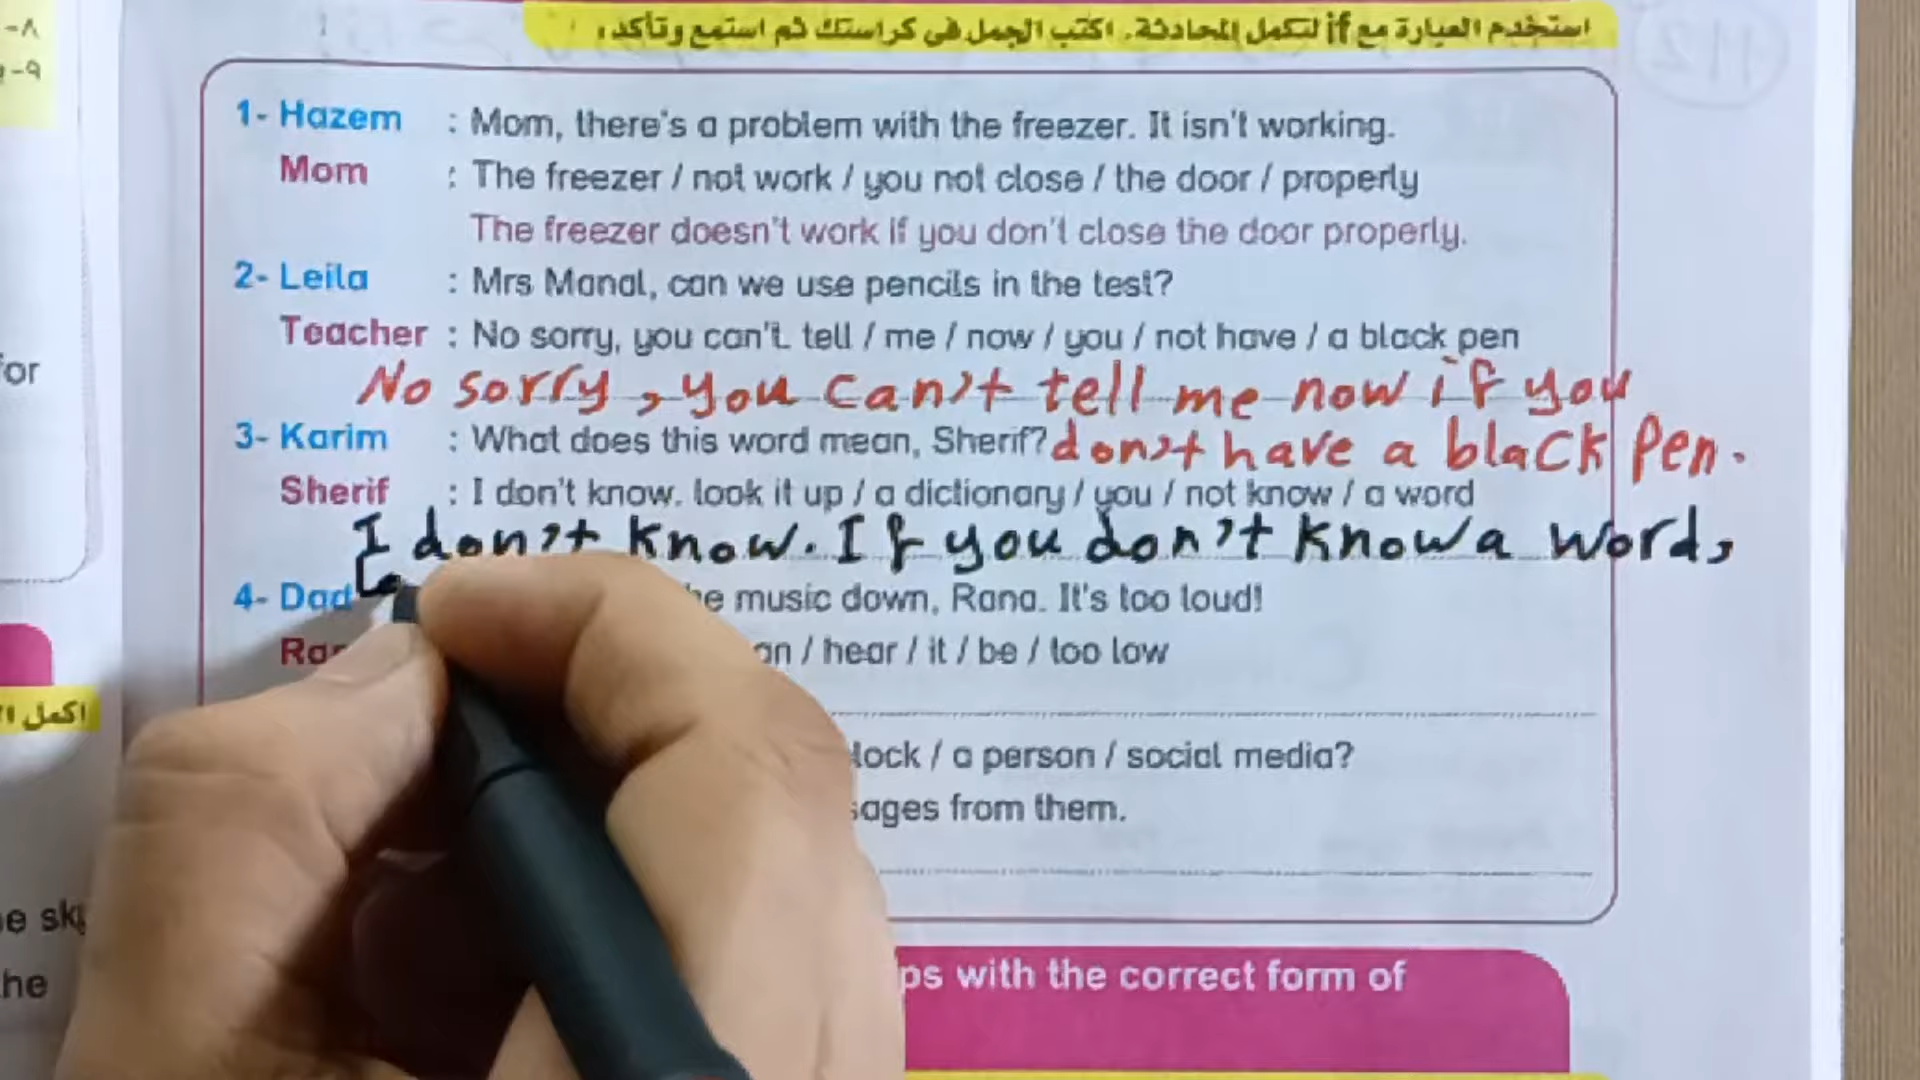 ٨-
٩-
استخدم العبارة مع if لتكمل المحادثة. اكتب الجمل فى كراستك ثم استمع وتأكد:
112
1- Hazem : Mom, there's a problem with the freezer. It isn't working.
Mom : The freezer / not work / you not close / the door / properly
The freezer doesn't work if you don't close the door properly.
2- Leila : Mrs Manal, can we use pencils in the test?
Teacher : No sorry, you can't. tell / me / now / you / not have / a black pen
No sorry, you can't tell me now if you
don't have a black pen.
3- Karim : What does this word mean, Sherif?
Sherif : I don't know. look it up / a dictionary / you / not know / a word
I don't know. If you don't know a word,
4- Dad music down, Rana. It's too loud!
/ hear / it / be / too low
/ a person / social media?
from them.
with the correct form of
for
اكمل
he